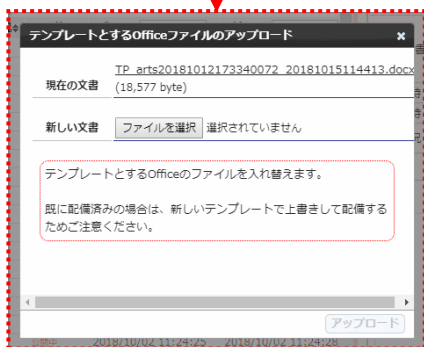 テンプレートとするOfficeファイルのアップロード ×
TP_arts20181012173340072_20181015114413.docx
現在の文書 (18,577 byte)
新しい文書 ファイルを選択 選択されていません
テンプレートとするOfficeのファイルを入れ替えます。
既に配備済みの場合は、新しいテンプレートで上書きして配備する
ためご注意ください。
アップロード
2018/10/02 11:24:25 2018/10/02 11:24:28